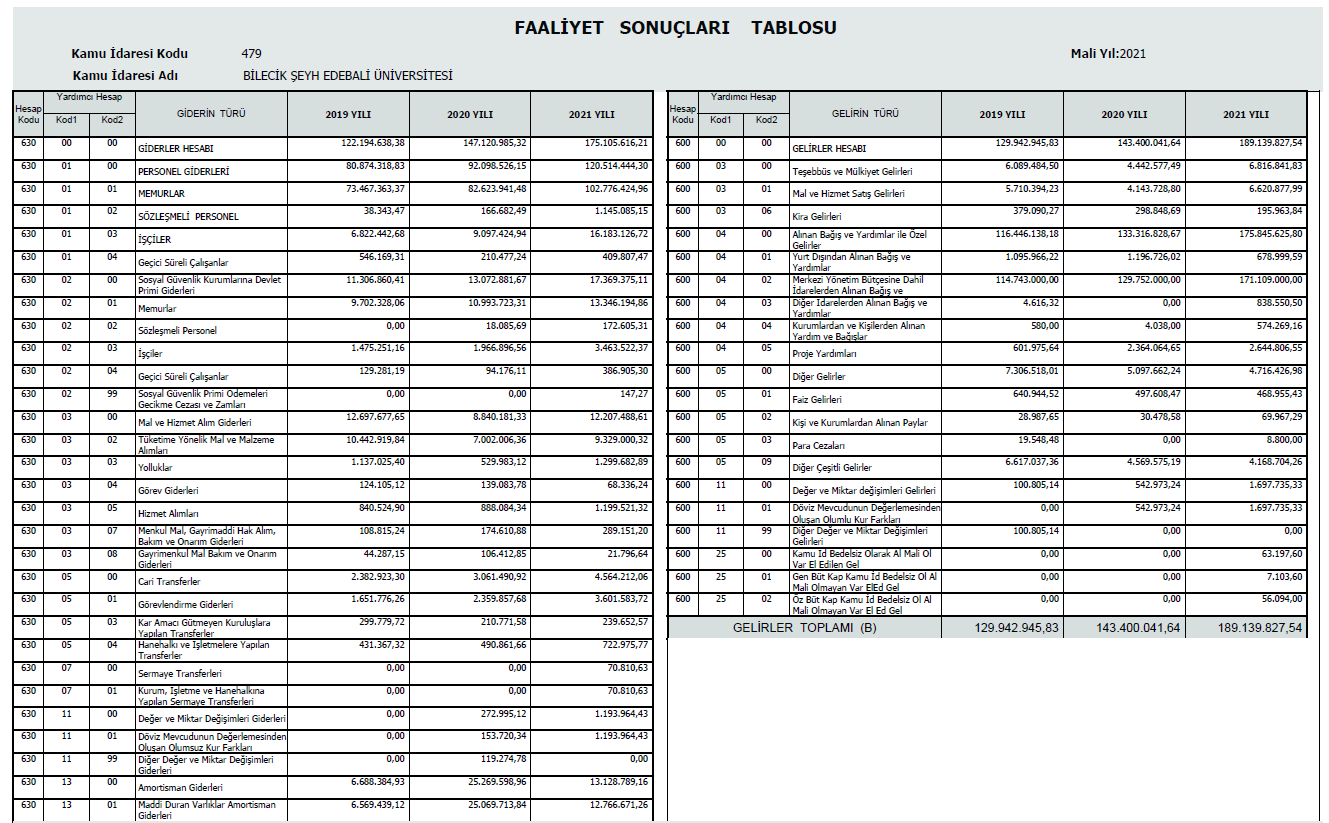 FAALİYET SONUÇLARI TABLOSU
Kamu İdaresi Kodu 479 Mali Yıl:2021
Kamu İdaresi Adı BİLECİK ŞEYH EDEBALİ ÜNİVERSİTESİ
Hesap Kodu Yardımcı Hesap Kod1 Kod2 GİDERİN TÜRÜ 2019 YILI 2020 YILI 2021 YILI
630 00 00 GİDERLER HESABI 122.194.638,38 147.120.985,32 175.105.616,21
630 01 00 PERSONEL GİDERLERİ 80.874.318,83 92.098.526,15 120.514.444,30
630 01 01 MEMURLAR 73.467.363,37 82.623.941,48 102.776.424,96
630 01 02 SÖZLEŞMELİ PERSONEL 38.343,47 166.682,49 1.145.085,15
630 01 03 İŞÇİLER 6.822.442,68 9.097.424,94 16.183.126,72
630 01 04 Geçici Süreli Çalışanlar 546.169,31 210.477,24 409.807,47
630 02 00 Sosyal Güvenlik Kurumlarına Devlet Primi Giderleri 11.306.860,41 13.072.881,67 17.369.375,11
630 02 01 Memurlar 9.702.328,06 10.993.723,31 13.346.194,86
630 02 02 Sözleşmeli Personel 0,00 18.085,69 172.605,31
630 02 03 İşçiler 1.475.251,16 1.966.896,56 3.463.522,37
630 02 04 Geçici Süreli Çalışanlar 129.281,19 94.176,11 386.905,30
630 02 99 Sosyal Güvenlik Primi Ödemeleri Gecikme Cezası ve Zamları 0,00 0,00 147,27
630 03 00 Mal ve Hizmet Alım Giderleri 12.697.677,65 8.840.181,33 12.207.488,61
630 03 02 Tüketime Yönelik Mal ve Malzeme Alımları 10.442.919,84 7.002.006,36 9.329.000,32
630 03 03 Yolluklar 1.137.025,40 529.983,12 1.299.682,89
630 03 04 Görev Giderleri 124.105,12 139.083,78 68.336,24
630 03 05 Hizmet Alımları 840.524,90 888.084,34 1.199.521,32
630 03 07 Menkul Mal, Gayrimaddi Hak Alım, Bakım ve Onarım Giderleri 108.815,24 174.610,88 289.151,20
630 03 08 Gayrimenkul Mal Bakım ve Onarım Giderleri 44.287,15 106.412,85 21.796,64
630 05 00 Cari Transferler 2.382.923,30 3.061.490,92 4.564.212,06
630 05 01 Görevlendirme Giderleri 1.651.776,26 2.359.857,68 3.601.583,72
630 05 03 Kar Amacı Gütmeyen Kuruluşlara Yapılan Transferler 299.779,72 210.771,58 239.652,57
630 05 04 Hanehalkı ve İşletmelere Yapılan Transferler 431.367,32 490.861,66 722.975,77
630 07 00 Sermaye Transferleri 0,00 0,00 70.810,63
630 07 01 Kurum, İşletme ve Hanehalkına Yapılan Sermaye Transferleri 0,00 0,00 70.810,63
630 11 00 Değer ve Miktar Değişimleri Giderleri 0,00 272.995,12 1.193.964,43
630 11 01 Döviz Mevcudunun Değerlemesinden Oluşan Olumsuz Kur Farkları 0,00 153.720,34 1.193.964,43
630 11 99 Diğer Değer ve Miktar Değişimleri Giderleri 0,00 119.274,78 0,00
630 13 00 Amortisman Giderleri 6.688.384,93 25.269.598,96 13.128.789,16
630 13 01 Maddi Duran Varlıklar Amortisman Giderleri 6.569.439,12 25.069.713,84 12.766.671,26
Hesap Kodu Yardımcı Hesap Kod1 Kod2 GELİRİN TÜRÜ 2019 YILI 2020 YILI 2021 YILI
600 00 00 GELİRLER HESABI 129.942.945,83 143.400.041,64 189.139.827,54
600 03 00 Teşebbüs ve Mülkiyet Gelirleri 6.089.484,50 4.442.577,49 6.816.841,83
600 03 01 Mal ve Hizmet Satış Gelirleri 5.710.394,23 4.143.728,80 6.620.877,99
600 03 06 Kira Gelirleri 379.090,27 298.848,69 195.963,84
600 04 00 Alınan Bağış ve Yardımlar ile Özel Gelirler 116.446.138,18 133.316.828,67 175.845.625,80
600 04 01 Yurt Dışından Alınan Bağış ve Yardımlar 1.095.966,22 1.196.726,02 678.999,59
600 04 02 Merkezi Yönetim Bütçesine Dahil İdarelerden Alınan Bağış ve 114.743.000,00 129.752.000,00 171.109.000,00
600 04 03 Diğer İdarelerden Alınan Bağış ve Yardımlar 4.616,32 0,00 838.550,50
600 04 04 Kurumlardan ve Kişilerden Alınan Yardım ve Bağışlar 580,00 4.038,00 574.269,16
600 04 05 Proje Yardımları 601.975,64 2.364.064,65 2.644.806,55
600 05 00 Diğer Gelirler 7.306.518,01 5.097.662,24 4.716.426,98
600 05 01 Faiz Gelirleri 640.944,52 497.608,47 468.955,43
600 05 02 Kişi ve Kurumlardan Alınan Paylar 28.987,65 30.478,58 69.967,29
600 05 03 Para Cezaları 19.548,48 0,00 8.800,00
600 05 09 Diğer Çeşitli Gelirler 6.617.037,36 4.569.575,19 4.168.704,26
600 11 00 Değer ve Miktar değişimleri Gelirleri 100.805,14 542.973,24 1.697.735,33
600 11 01 Döviz Mevcudunun Değerlemesinden Oluşan Olumlu Kur Farkları 0,00 542.973,24 1.697.735,33
600 11 99 Diğer Değer ve Miktar Değişimleri Gelirleri 100.805,14 0,00 0,00
600 25 00 Kamu İd Bedelsiz Olarak Al Mali Ol Var El Edilen Gel 0,00 0,00 63.197,60
600 25 01 Gen Büt Kap Kamu İd Bedelsiz Ol Al Mali Olmayan Var ElEd Gel 0,00 0,00 7.103,60
600 25 02 Öz Büt Kap Kamu İd Bedelsiz Ol Al Mali Olmayan Var El Ed Gel 0,00 0,00 56.094,00
GELİRLER TOPLAMI (B) 129.942.945,83 143.400.041,64 189.139.827,54